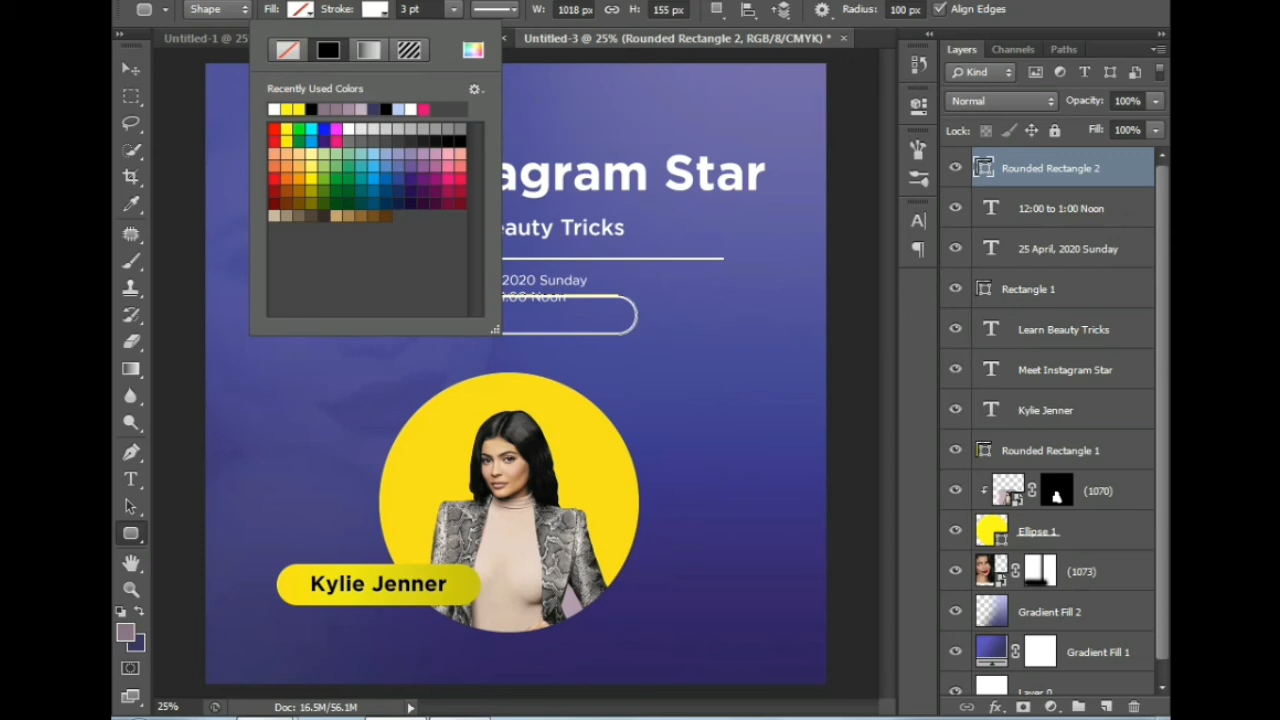 Shape Fill: Stroke: 3 pt W: 1018 px H: 155 px Radius: 100 px Align Edges
Untitled-1 @ 25% Untitled-3 @ 25% (Rounded Rectangle 2, RGB/8/CMYK) *
Recently Used Colors
agram Star
eauty Tricks
2020 Sunday
:00 Noon
Kylie Jenner
Layers Channels Paths
Kind
Normal Opacity: 100%
Lock: Fill: 100%
Rounded Rectangle 2
12:00 to 1:00 Noon
25 April, 2020 Sunday
Rectangle 1
Learn Beauty Tricks
Meet Instagram Star
Kylie Jenner
Rounded Rectangle 1
(1070)
Ellipse 1
(1073)
Gradient Fill 2
Gradient Fill 1
Layer 0
25% Doc: 16.5M/56.1M